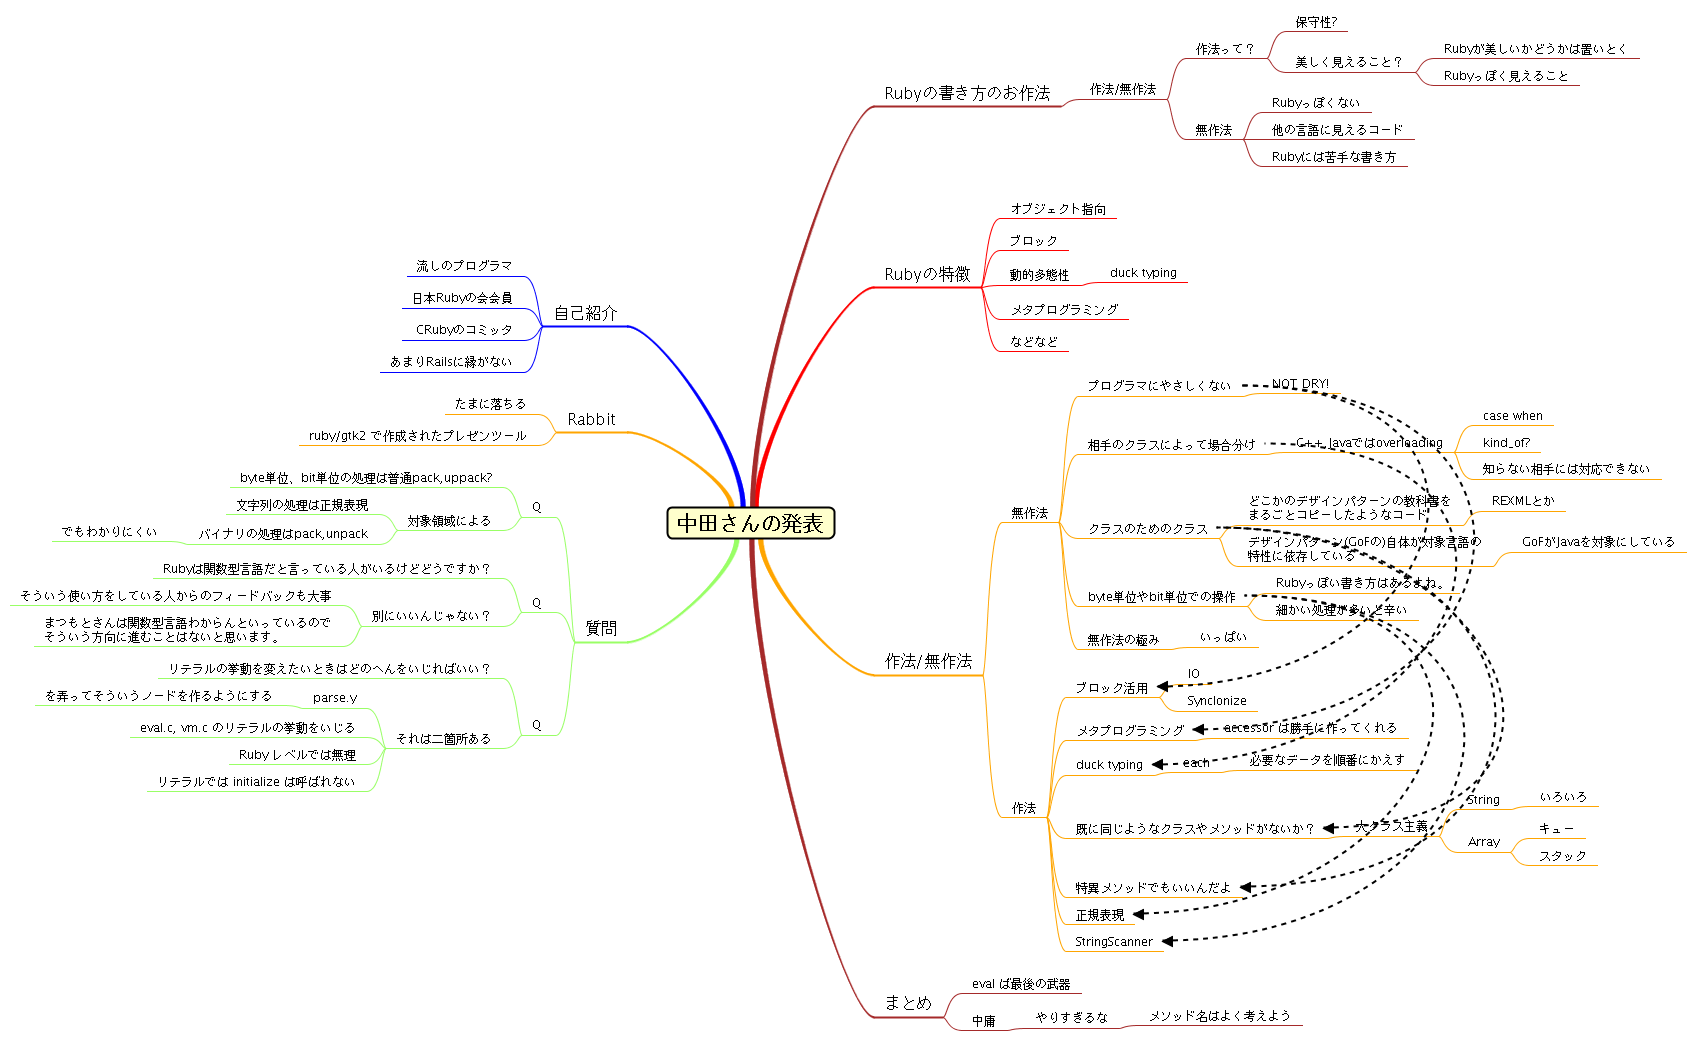 中田さんの発表
Rubyの書き方のお作法
作法/無作法
作法って？
保守性?
美しく見えること？
Rubyが美しいかどうかは置いとく
Rubyっぽく見えること
無作法
Rubyっぽくない
他の言語に見えるコード
Rubyには苦手な書き方
Rubyの特徴
オブジェクト指向
ブロック
動的多態性
duck typing
メタプログラミング
などなど
作法/無作法
無作法
プログラマにやさしくない
NOT DRY!
相手のクラスによって場合分け
C++ Javaではoverloading
case when
kind_of?
知らない相手には対応できない
クラスのためのクラス
どこかのデザインパターンの教科書を
まるごとコピーしたようなコード
REXMLとか
デザインパターン(GoFの)自体が対象言語の
特性に依存している
GoFがJavaを対象にしている
byte単位やbit単位での操作
Rubyっぽい書き方はあるよね。
細かい処理が多いと辛い
無作法の極み
いっぱい
作法
ブロック活用
IO
Synclonize
メタプログラミング
accessor は勝手に作ってくれる
duck typing
each
必要なデータを順番にかえす
既に同じようなクラスやメソッドがないか？
大クラス主義
String
いろいろ
Array
キュー
スタック
特異メソッドでもいいんだよ
正規表現
StringScanner
まとめ
eval は最後の武器
中庸
やりすぎるな
メソッド名はよく考えよう
自己紹介
流しのプログラマ
日本Rubyの会会員
CRubyのコミッタ
あまりRailsに縁がない
Rabbit
たまに落ちる
ruby/gtk2 で作成されたプレゼンツール
質問
Q
byte単位、bit単位の処理は普通pack,uppack?
対象領域による
文字列の処理は正規表現
バイナリの処理はpack,unpack
でもわかりにくい
Q
Rubyは関数型言語だと言っている人がいるけどどうですか？
別にいいんじゃない？
そういう使い方をしている人からのフィードバックも大事
まつもとさんは関数型言語わからんといっているので
そういう方向に進むことはないと思います。
Q
リテラルの挙動を変えたいときはどのへんをいじればいい？
それは二箇所ある
parse.y
を弄ってそういうノードを作るようにする
eval.c, vm.c のリテラルの挙動をいじる
Ruby レベルでは無理
リテラルでは initialize は呼ばれない